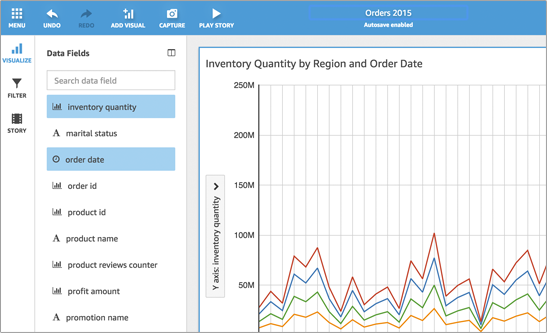 MENU
UNDO
REDO
ADD VISUAL
CAPTURE
PLAY STORY
Orders 2015
Autosave enabled
VISUALIZE
FILTER
STORY
Data Fields
Search data field
inventory quantity
A marital status
order date
order id
product id
A product name
product reviews counter
profit amount
A promotion name
Inventory Quantity by Region and Order Date
250M
200M
150M
100M
50M
Y axis: inventory quantity